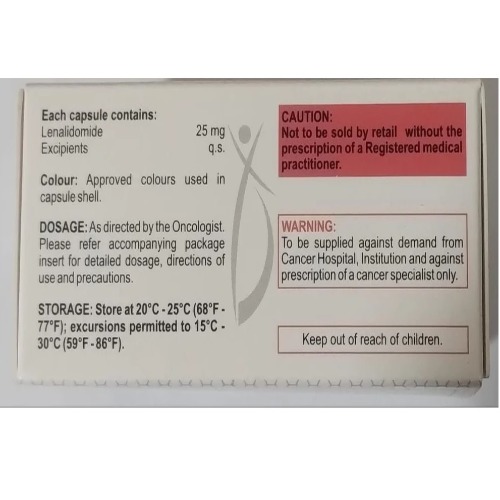 Each capsule contains:
Lenalidomide 25 mg
Excipients q.s.
Colour: Approved colours used in
capsule shell.
DOSAGE: As directed by the Oncologist.
Please refer accompanying package
insert for detailed dosage, directions of
use and precautions.
STORAGE: Store at 20°C - 25°C (68°F -
77°F); excursions permitted to 15°C -
30°C (59°F - 86°F).
CAUTION:
Not to be sold by retail without the
prescription of a Registered medical
practitioner.
WARNING:
To be supplied against demand from
Cancer Hospital, Institution and against
prescription of a cancer specialist only.
Keep out of reach of children.